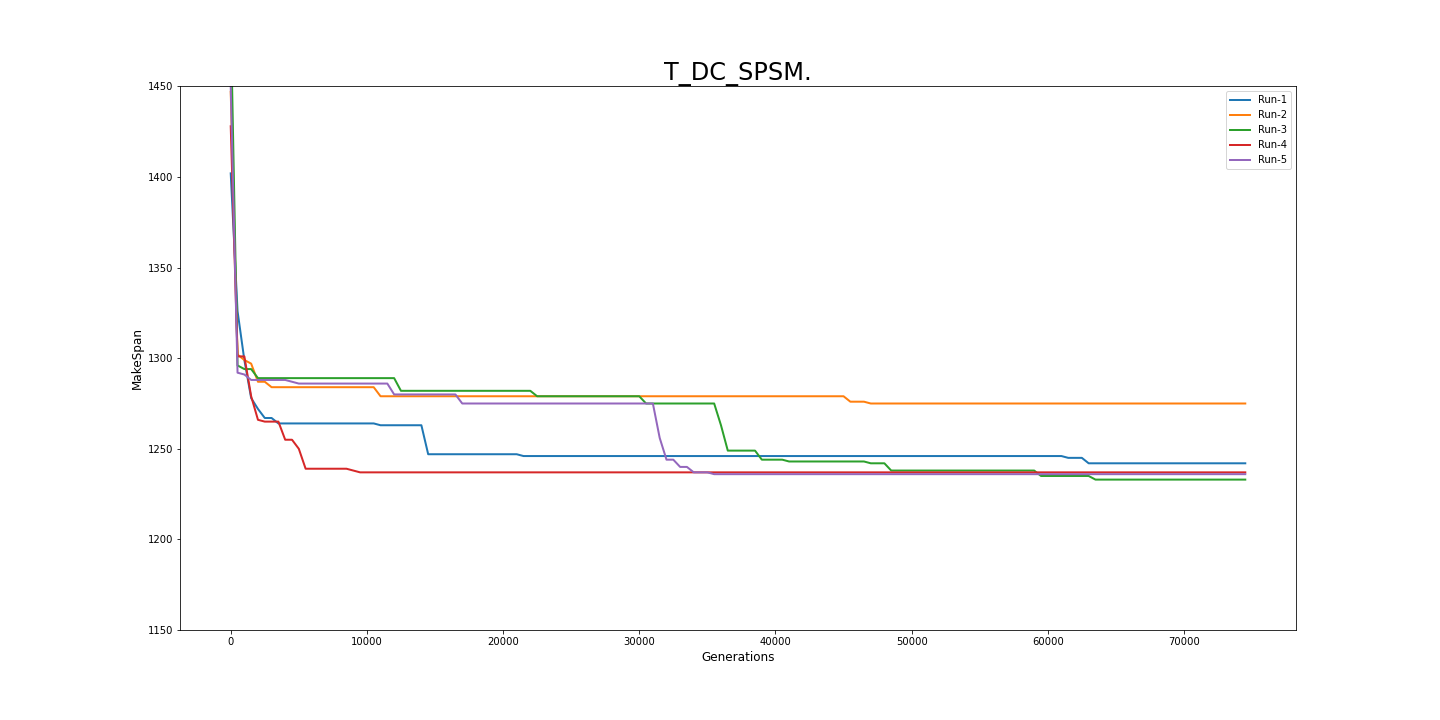 T_DC_SPSM.
1450
1400
1350
1300
1250
1200
1150
MakeSpan
0 10000 20000 30000 40000 50000 60000 70000
Generations
Run-1
Run-2
Run-3
Run-4
Run-5